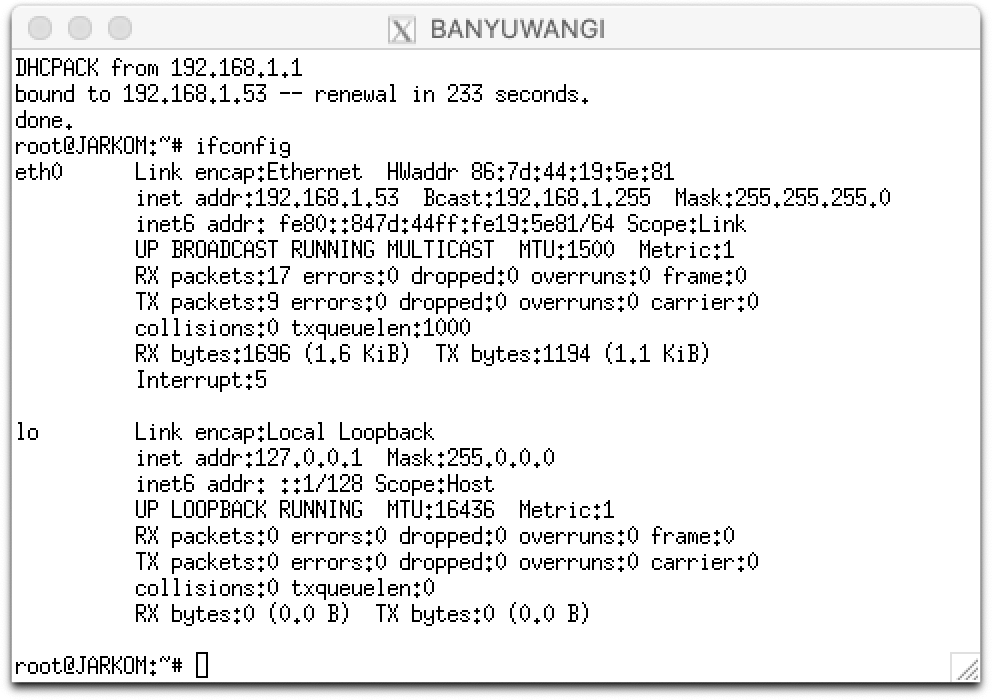 BANYUWANGI
DHCPACK from 192.168.1.1
bound to 192.168.1.53 -- renewal in 233 seconds.
done.
root@JARKOM:~# ifconfig
eth0      Link encap:Ethernet  HWaddr 86:7d:44:19:5e:81
          inet addr:192.168.1.53  Bcast:192.168.1.255  Mask:255.255.255.0
          inet6 addr: fe80::847d:44ff:fe19:5e81/64 Scope:Link
          UP BROADCAST RUNNING MULTICAST  MTU:1500  Metric:1
          RX packets:17 errors:0 dropped:0 overruns:0 frame:0
          TX packets:9 errors:0 dropped:0 overruns:0 carrier:0
          collisions:0 txqueuelen:1000
          RX bytes:1696 (1.6 KiB)  TX bytes:1194 (1.1 KiB)
          Interrupt:5
lo        Link encap:Local Loopback
          inet addr:127.0.0.1  Mask:255.0.0.0
          inet6 addr: ::1/128 Scope:Host
          UP LOOPBACK RUNNING  MTU:16436  Metric:1
          RX packets:0 errors:0 dropped:0 overruns:0 frame:0
          TX packets:0 errors:0 dropped:0 overruns:0 carrier:0
          collisions:0 txqueuelen:0
          RX bytes:0 (0.0 B)  TX bytes:0 (0.0 B)
root@JARKOM:~#